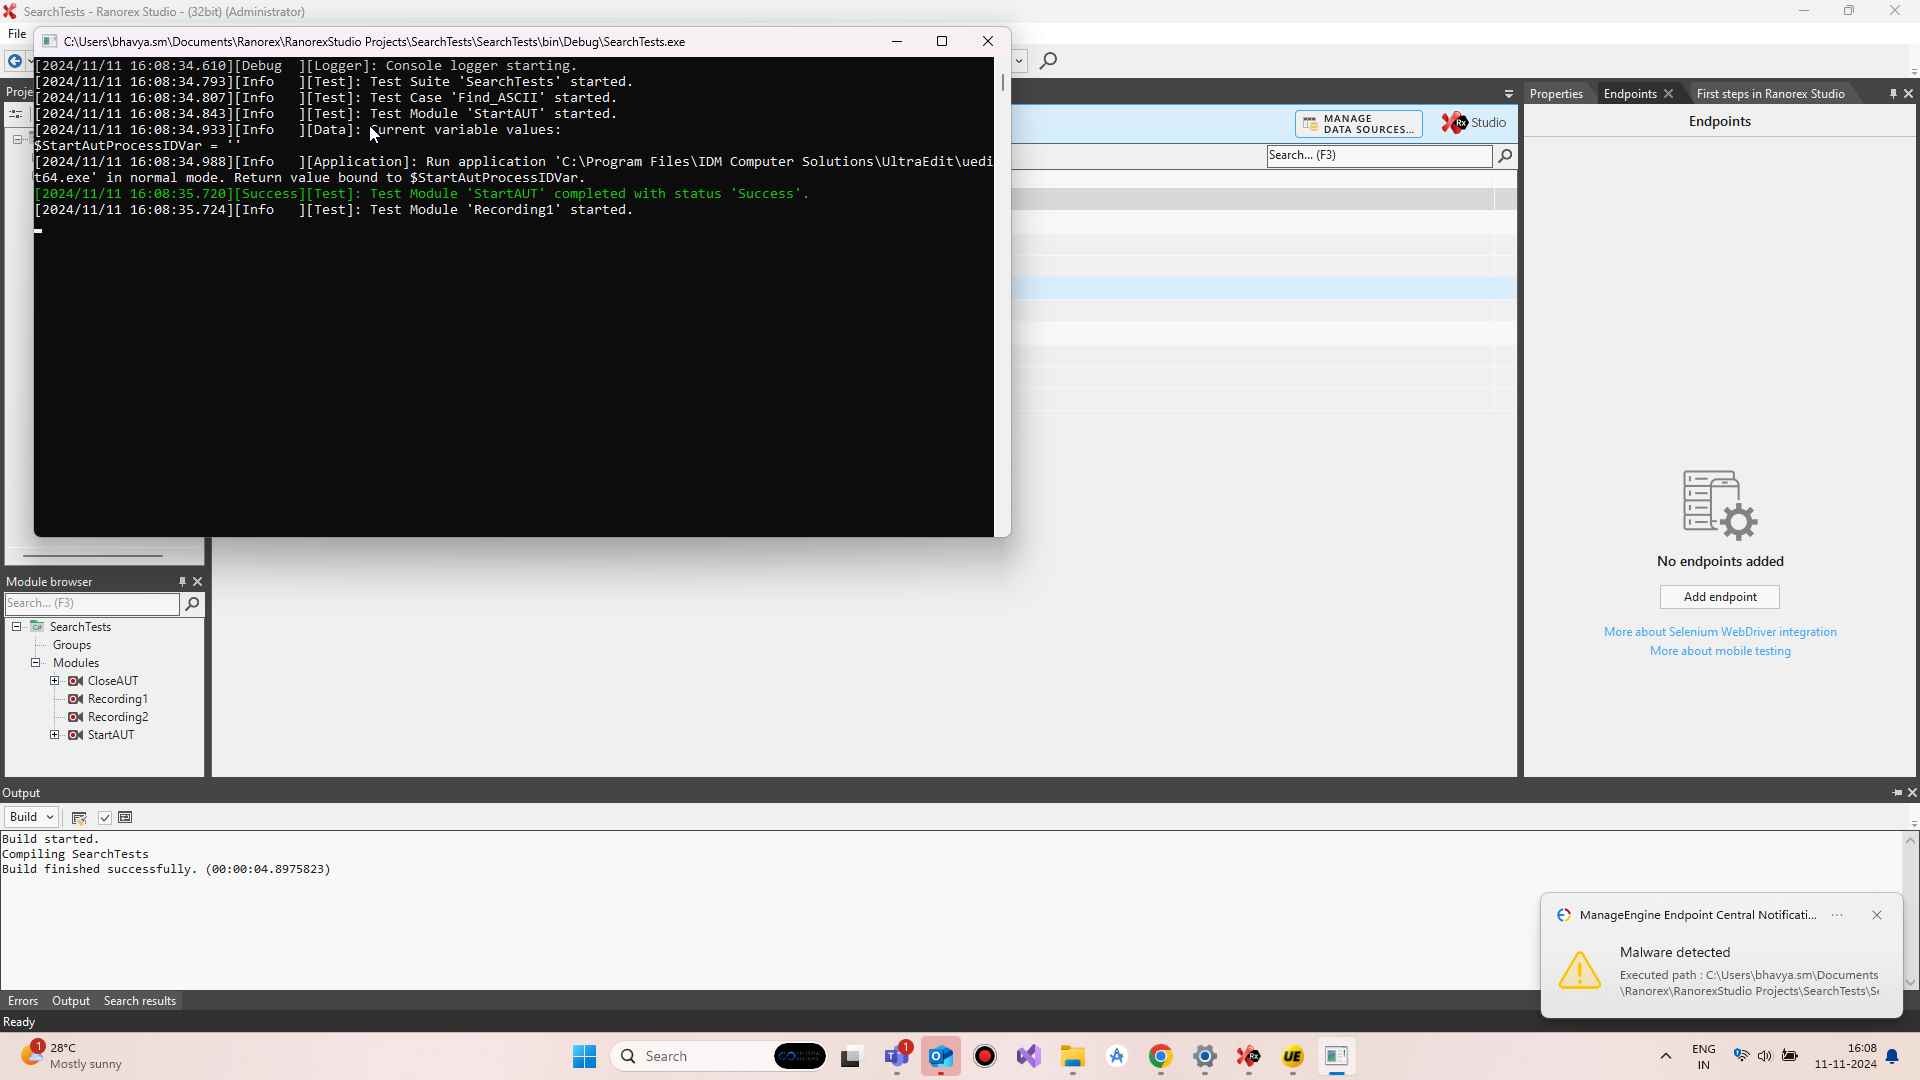 SearchTests - Ranorex Studio - (32bit) (Administrator)
File
C:\Users\bhavya.sm\Documents\Ranorex\RanorexStudio Projects\SearchTests\SearchTests\bin\Debug\SearchTests.exe
[2024/11/11 16:08:34.610][Debug  ][Logger]: Console logger starting.
[2024/11/11 16:08:34.793][Info   ][Test]: Test Suite 'SearchTests' started.
[2024/11/11 16:08:34.807][Info   ][Test]: Test Case 'Find_ASCII' started.
[2024/11/11 16:08:34.843][Info   ][Test]: Test Module 'StartAUT' started.
[2024/11/11 16:08:34.933][Info   ][Data]: Current variable values:
$StartAutProcessIDVar = ''
[2024/11/11 16:08:34.988][Info   ][Application]: Run application 'C:\Program Files\IDM Computer Solutions\UltraEdit\uedi
t64.exe' in normal mode. Return value bound to $StartAutProcessIDVar.
[2024/11/11 16:08:35.720][Success][Test]: Test Module 'StartAUT' completed with status 'Success'.
[2024/11/11 16:08:35.724][Info   ][Test]: Test Module 'Recording1' started.
Proje
MANAGE
DATA SOURCES...
Rx Studio
Search... (F3)
Properties
Endpoints
First steps in Ranorex Studio
Endpoints
No endpoints added
Add endpoint
More about Selenium WebDriver integration
More about mobile testing
Module browser
Search... (F3)
SearchTests
Groups
Modules
CloseAUT
Recording1
Recording2
StartAUT
Output
Build
Build started.
Compiling SearchTests
Build finished successfully. (00:00:04.8975823)
Errors
Output
Search results
Ready
ManageEngine Endpoint Central Notificati...
Malware detected
Executed path : C:\Users\bhavya.sm\Documents
\Ranorex\RanorexStudio Projects\SearchTests\S
1
28°C
Mostly sunny
Search
1
UE
ENG
IN
16:08
11-11-2024